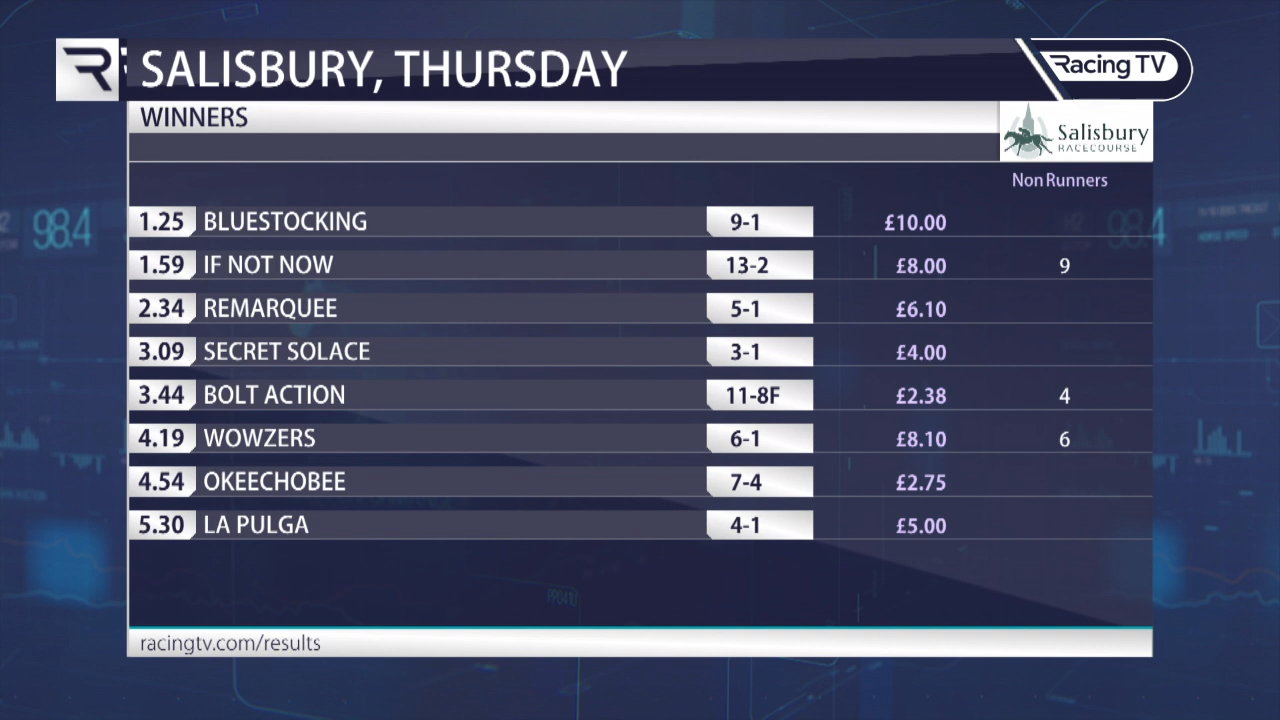 SALISBURY, THURSDAY
Racing TV
WINNERS
Salisbury
RACECOURSE
Non Runners
1.25 BLUESTOCKING 9-1 £10.00
1.59 IF NOT NOW 13-2 £8.00 9
2.34 REMARQUEE 5-1 £6.10
3.09 SECRET SOLACE 3-1 £4.00
3.44 BOLT ACTION 11-8F £2.38 4
4.19 WOWZERS 6-1 £8.10 6
4.54 OKEECHOBEE 7-4 £2.75
5.30 LA PULGA 4-1 £5.00
racingtv.com/results
98.4
98.4